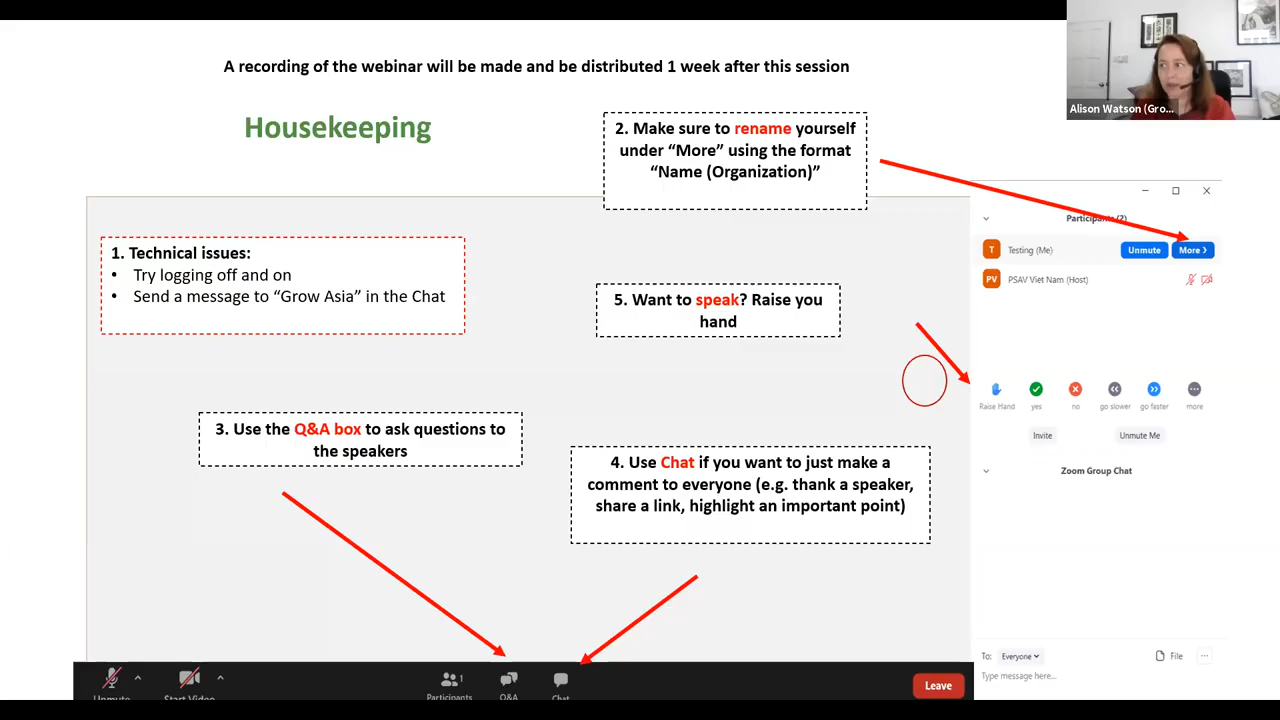 A recording of the webinar will be made and be distributed 1 week after this session
Alison Watson (Gro...
Housekeeping
2. Make sure to rename yourself
under “More” using the format
“Name (Organization)”
1. Technical issues:
• Try logging off and on
• Send a message to “Grow Asia” in the Chat
5. Want to speak? Raise you
hand
3. Use the Q&A box to ask questions to
the speakers
4. Use Chat if you want to just make a
comment to everyone (e.g. thank a speaker,
share a link, highlight an important point)
Participants (2)
T Testing (Me) Unmute More >
PV PSAV Viet Nam (Host)
Raise Hand yes no go slower go faster more
Invite Unmute Me
Zoom Group Chat
To: Everyone File ...
Type message here...
Unmute Start Video Participants 1 Q&A Chat Leave